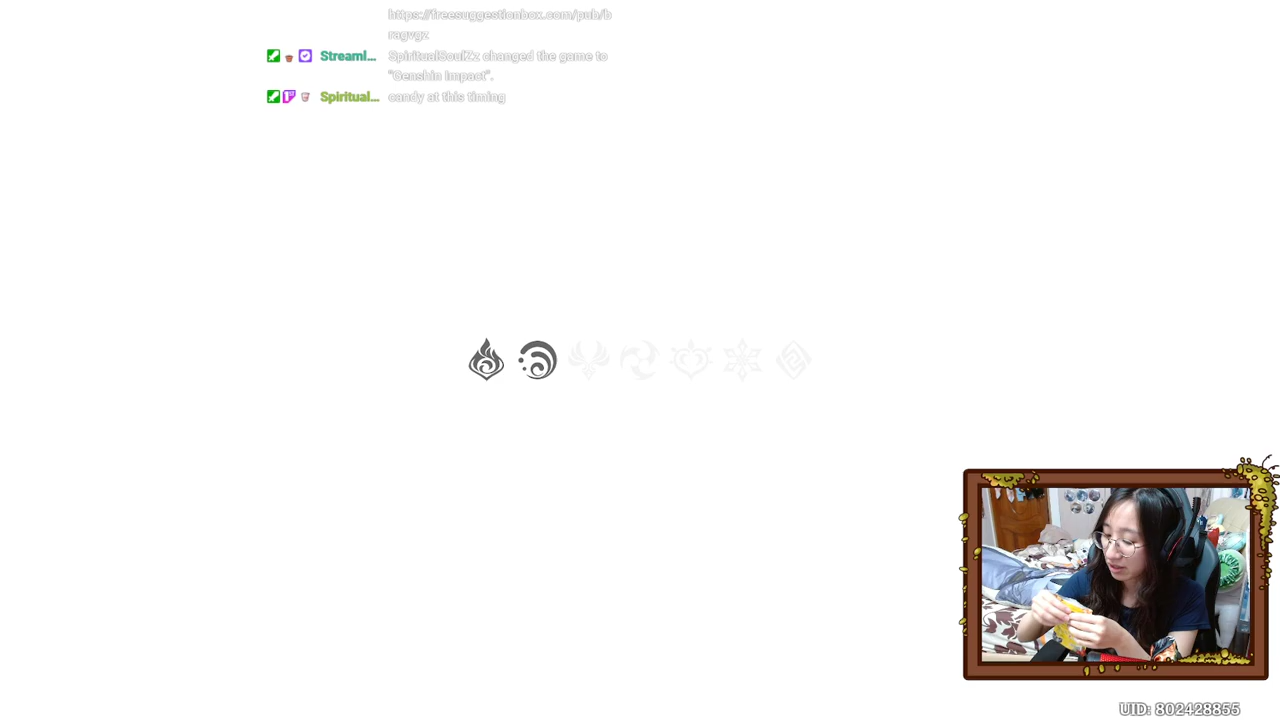 https://freesuggestionbox.com/pub/b
ragvgz
Streaml... SpiritualSoulZz changed the game to
"Genshin Impact".
Spiritual... candy at this timing
UID: 802428855